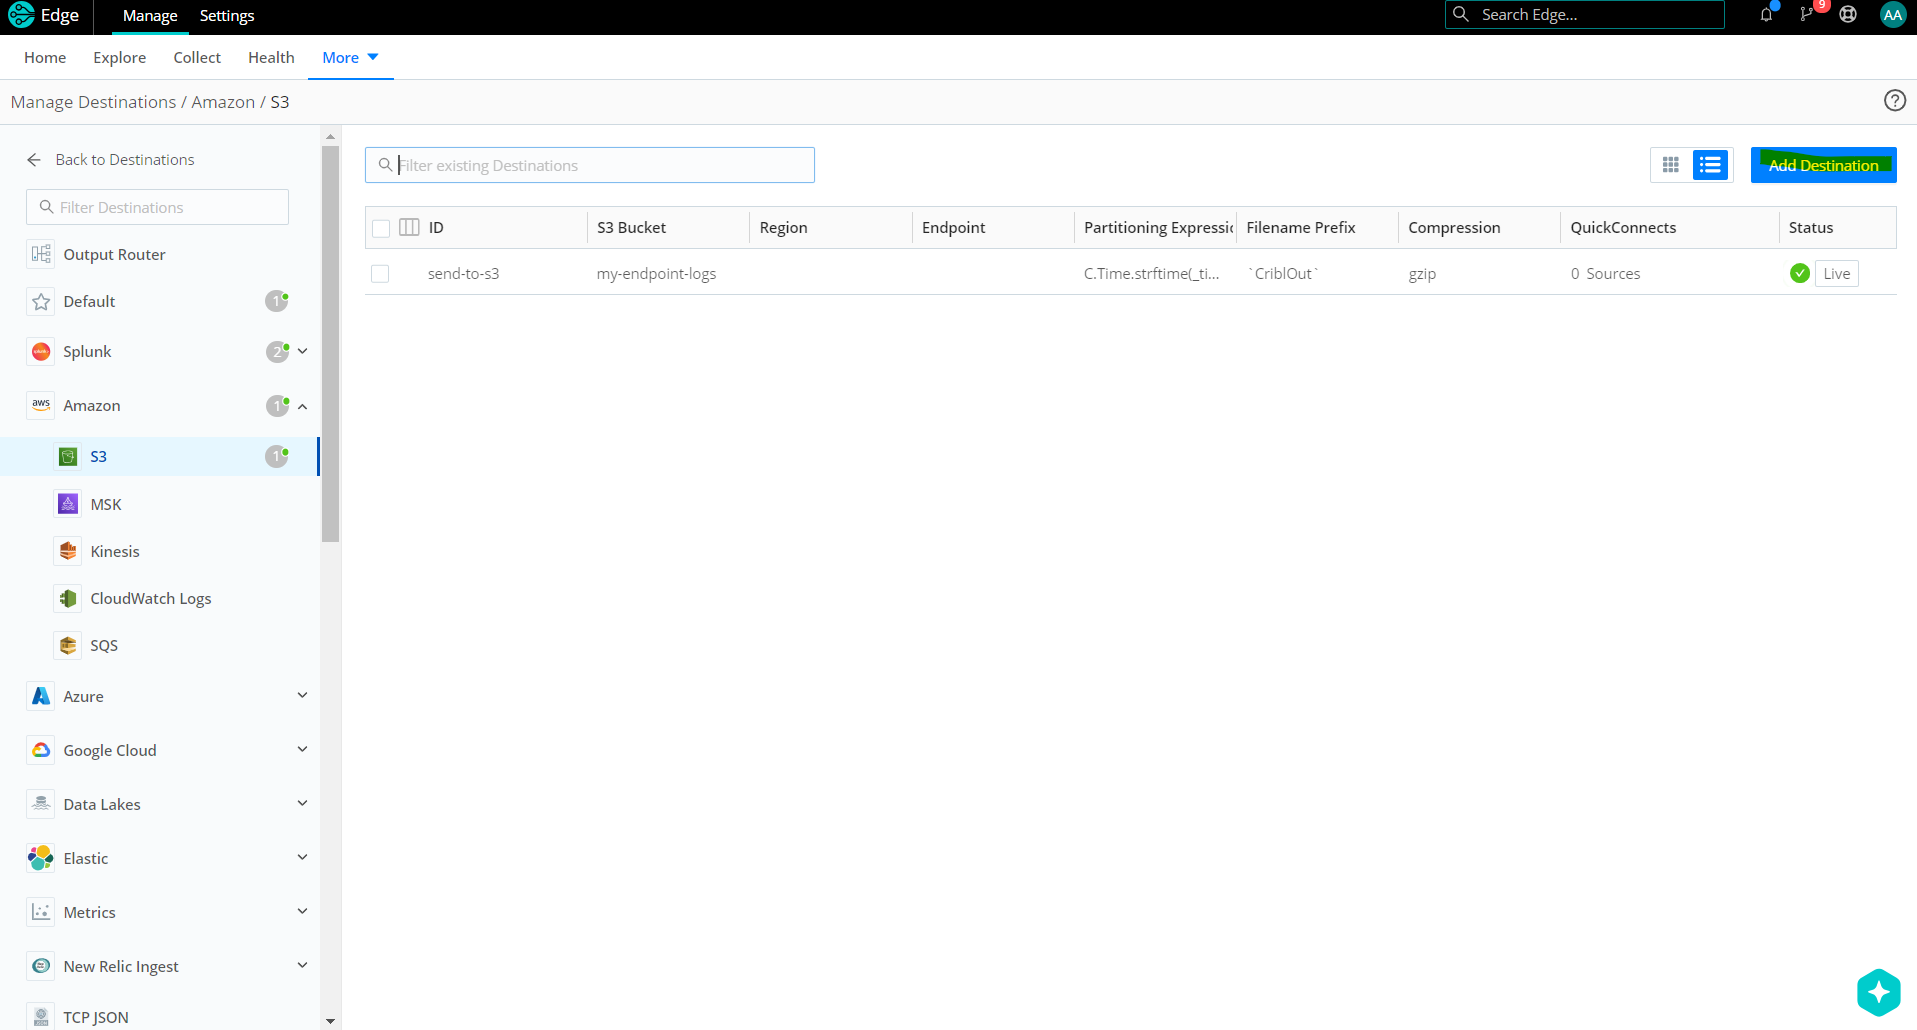 Edge Manage Settings Search Edge... 9 AA
Home Explore Collect Health More
Manage Destinations / Amazon / S3
Back to Destinations
Filter Destinations
Output Router
Default 1
Splunk 2
Amazon 1
S3 1
MSK
Kinesis
CloudWatch Logs
SQS
Azure
Google Cloud
Data Lakes
Elastic
Metrics
New Relic Ingest
TCP JSON
Filter existing Destinations
Add Destination
ID S3 Bucket Region Endpoint Partitioning Expressi Filename Prefix Compression QuickConnects Status
send-to-s3 my-endpoint-logs C.Time.strftime(_ti... `CriblOut` gzip 0 Sources Live